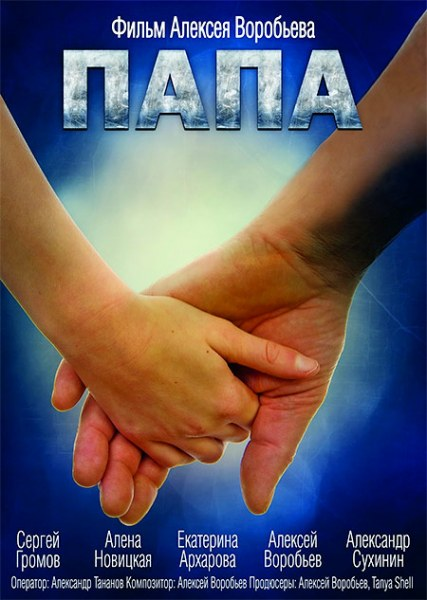 Фильм Алексея Воробьева
ПАПА
Сергей Алена Екатерина Алексей Александр
Громов Новицкая Архарова Воробьев Сухинин
Оператор: Александр Тананов Композитор: Алексей Воробьев Продюсеры: Алексей Воробьев, Tanya Shell